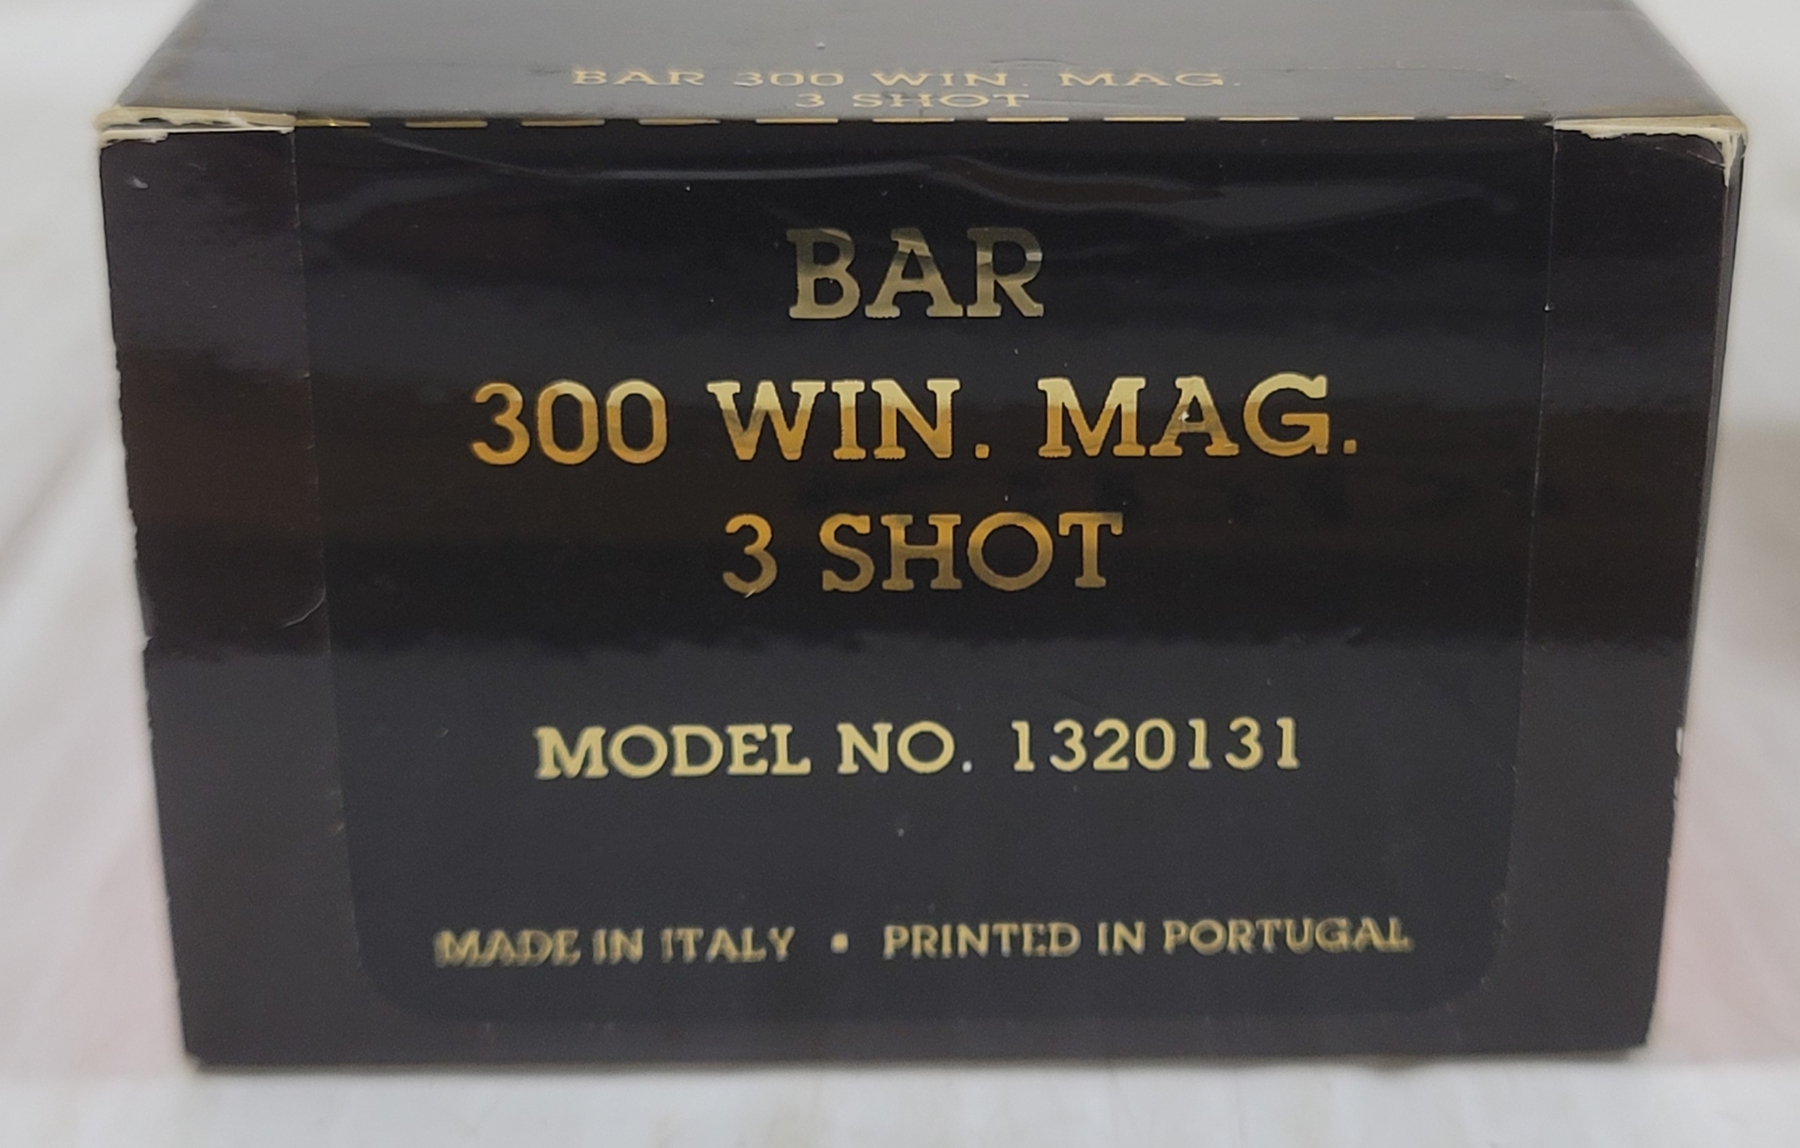 BAR 300 WIN. MAG.
3 SHOT
BAR
300 WIN. MAG.
3 SHOT
MODEL NO. 1320131
MADE IN ITALY • PRINTED IN PORTUGAL